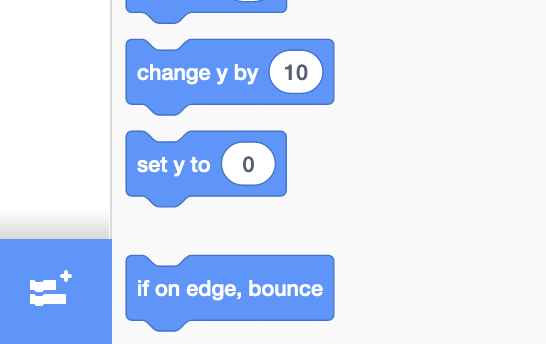 change y by 10
set y to 0
if on edge, bounce